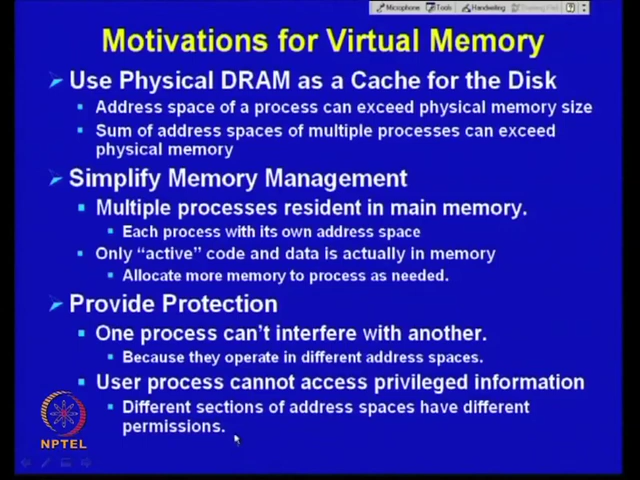 Microphone Tools Handwriting
Motivations for Virtual Memory
Use Physical DRAM as a Cache for the Disk
Address space of a process can exceed physical memory size
Sum of address spaces of multiple processes can exceed
physical memory
Simplify Memory Management
Multiple processes resident in main memory.
Each process with its own address space
Only “active” code and data is actually in memory
Allocate more memory to process as needed.
Provide Protection
One process can’t interfere with another.
Because they operate in different address spaces.
User process cannot access privileged information
Different sections of address spaces have different
permissions.
NPTEL